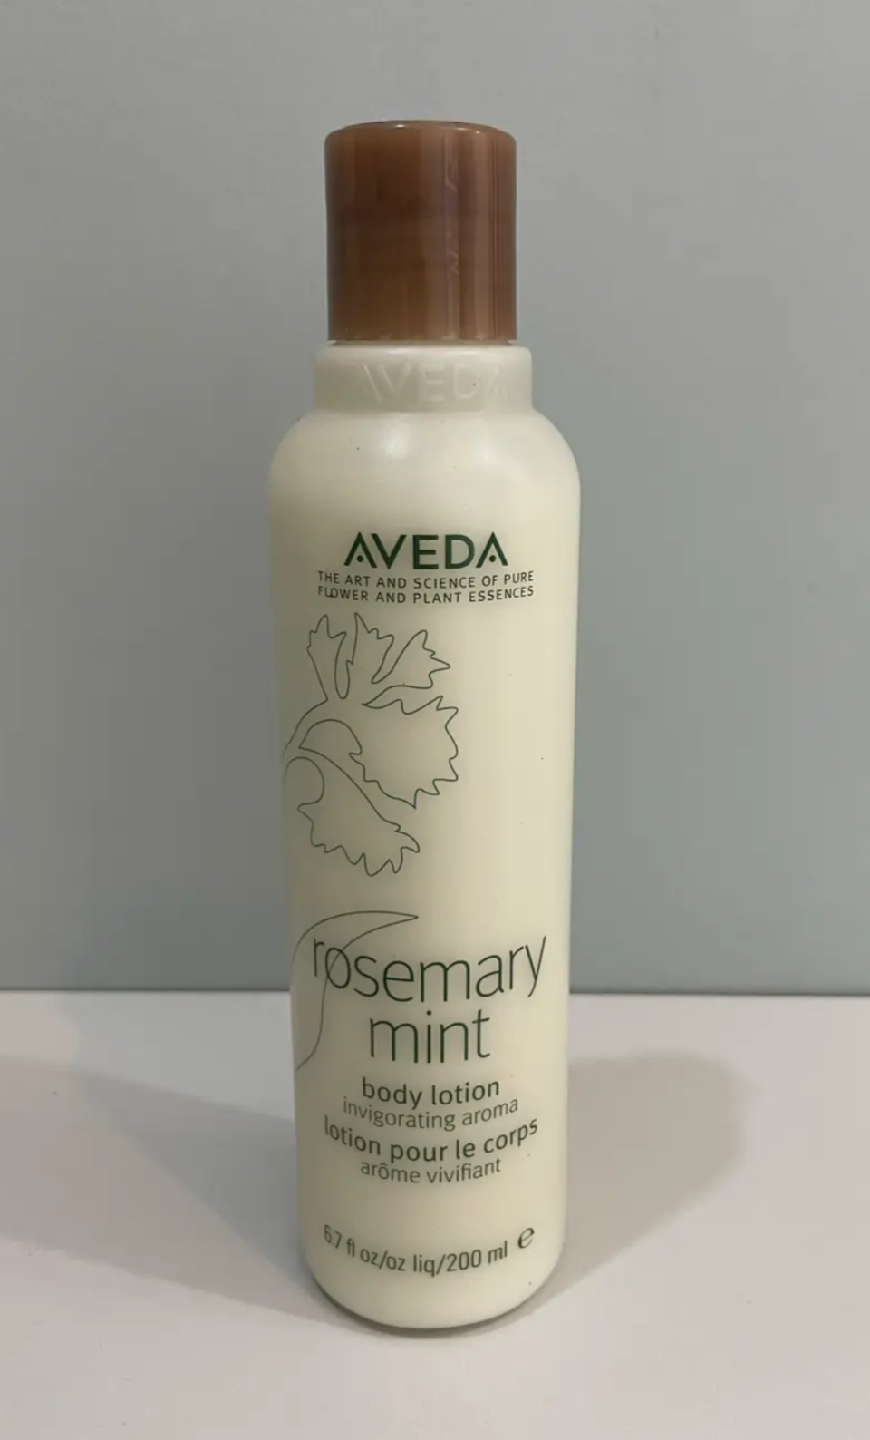 AVEDA
AVEDA
THE ART AND SCIENCE OF PURE
FLOWER AND PLANT ESSENCES
rosemary
mint
body lotion
invigorating aroma
lotion pour le corps
arôme vivifiant
6.7 fl oz/oz liq/200 ml ℮